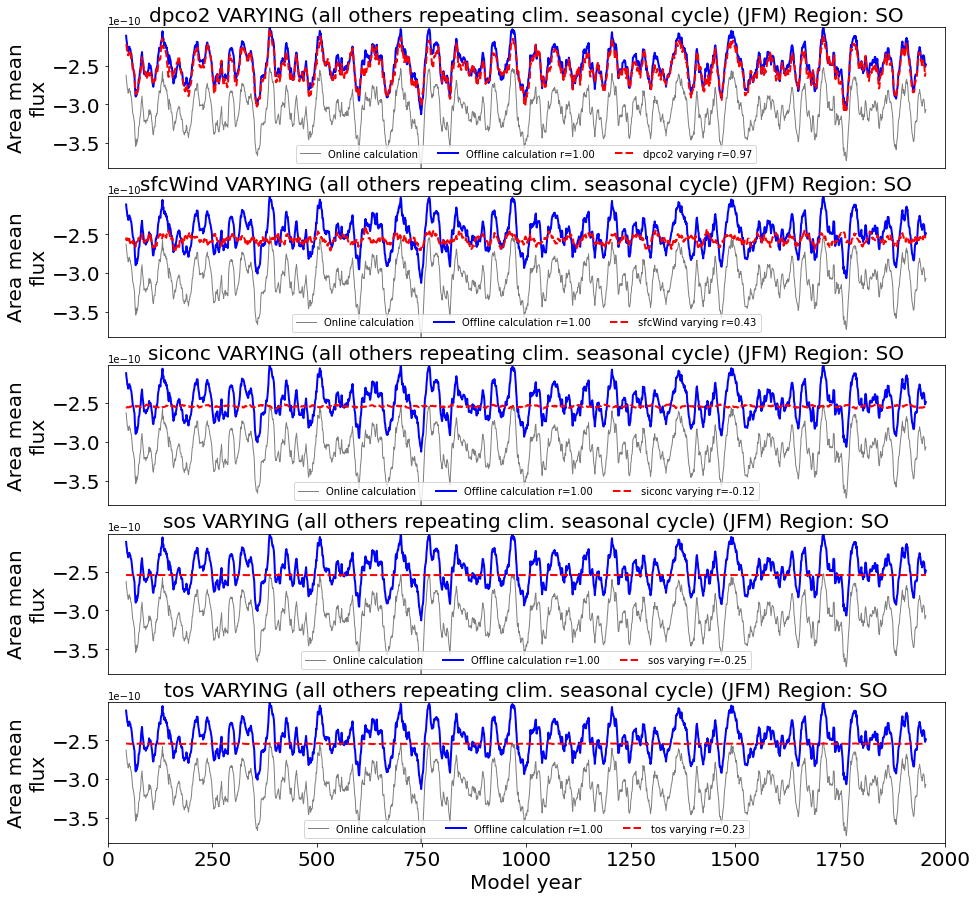 dpco2 VARYING (all others repeating clim. seasonal cycle) (JFM) Region: SO
1e−10
Area mean
flux
−2.5
−3.0
−3.5
Online calculation Offline calculation r=1.00 dpco2 varying r=0.97
sfcWind VARYING (all others repeating clim. seasonal cycle) (JFM) Region: SO
1e−10
Area mean
flux
−2.5
−3.0
−3.5
Online calculation Offline calculation r=1.00 sfcWind varying r=0.43
siconc VARYING (all others repeating clim. seasonal cycle) (JFM) Region: SO
1e−10
Area mean
flux
−2.5
−3.0
−3.5
Online calculation Offline calculation r=1.00 siconc varying r=-0.12
sos VARYING (all others repeating clim. seasonal cycle) (JFM) Region: SO
1e−10
Area mean
flux
−2.5
−3.0
−3.5
Online calculation Offline calculation r=1.00 sos varying r=-0.25
tos VARYING (all others repeating clim. seasonal cycle) (JFM) Region: SO
1e−10
Area mean
flux
−2.5
−3.0
−3.5
Online calculation Offline calculation r=1.00 tos varying r=0.23
0 250 500 750 1000 1250 1500 1750 2000
Model year